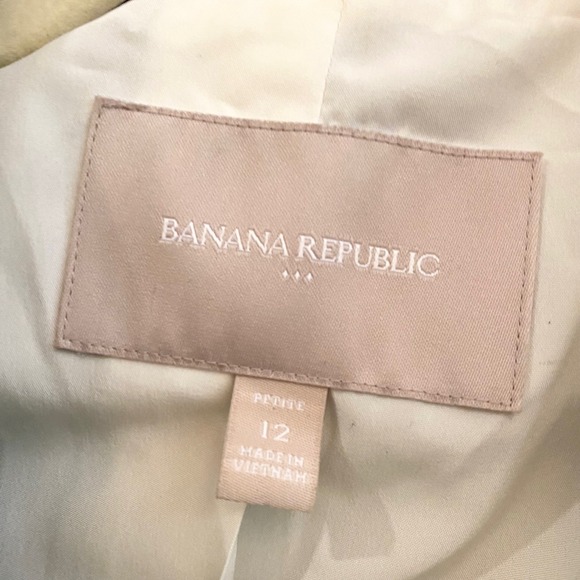 BANANA REPUBLIC
PETITE
12
MADE IN
VIETNAM